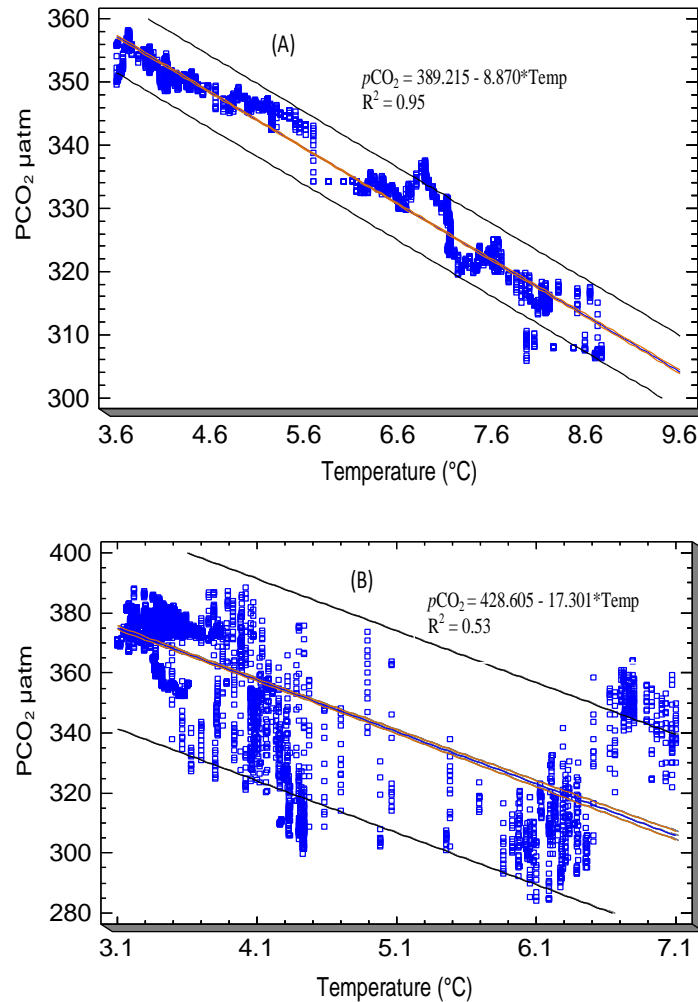 (A)
pCO₂ = 389.215 - 8.870*Temp
R² = 0.95
PCO₂ µatm
360
350
340
330
320
310
300
3.6 4.6 5.6 6.6 7.6 8.6 9.6
Temperature (°C)
(B)
pCO₂ = 428.605 - 17.301*Temp
R² = 0.53
PCO₂ µatm
400
380
360
340
320
300
280
3.1 4.1 5.1 6.1 7.1
Temperature (°C)